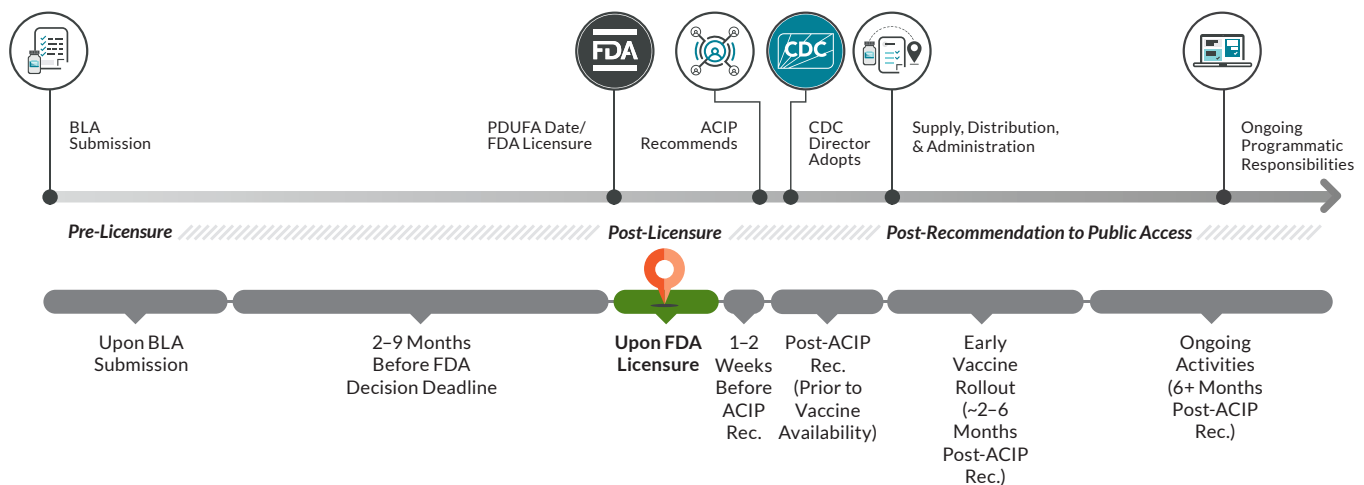 FDA
CDC
BLA
Submission
PDUFA Date/
FDA Licensure
ACIP
Recommends
CDC
Director
Adopts
Supply, Distribution,
& Administration
Ongoing
Programmatic
Responsibilities
Pre-Licensure
Post-Licensure
Post-Recommendation to Public Access
Upon BLA
Submission
2–9 Months
Before FDA
Decision Deadline
Upon FDA
Licensure
1–2
Weeks
Before
ACIP
Rec.
Post-ACIP
Rec.
(Prior to
Vaccine
Availability)
Early
Vaccine
Rollout
(~2–6
Months
Post-ACIP
Rec.)
Ongoing
Activities
(6+ Months
Post-ACIP
Rec.)